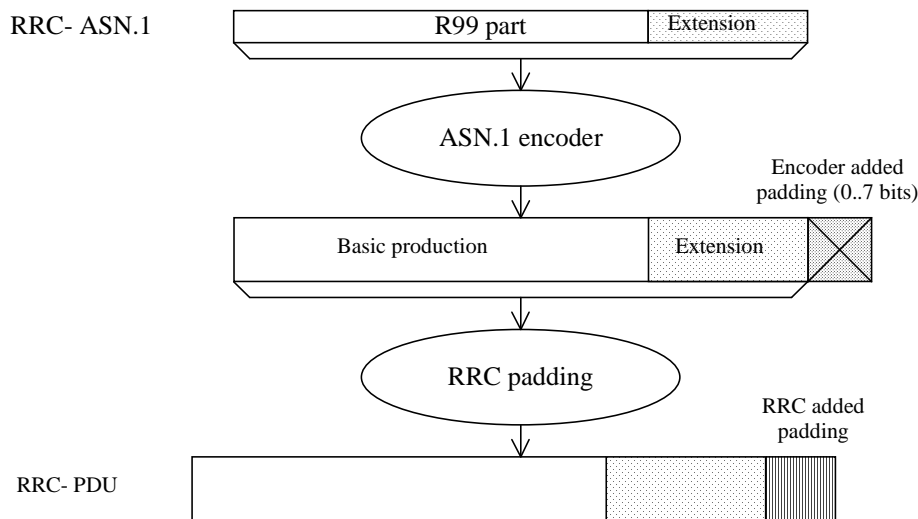 RRC- ASN.1
R99 part
Extension
ASN.1 encoder
Encoder added
padding (0..7 bits)
Basic production
Extension
RRC padding
RRC added
padding
RRC- PDU